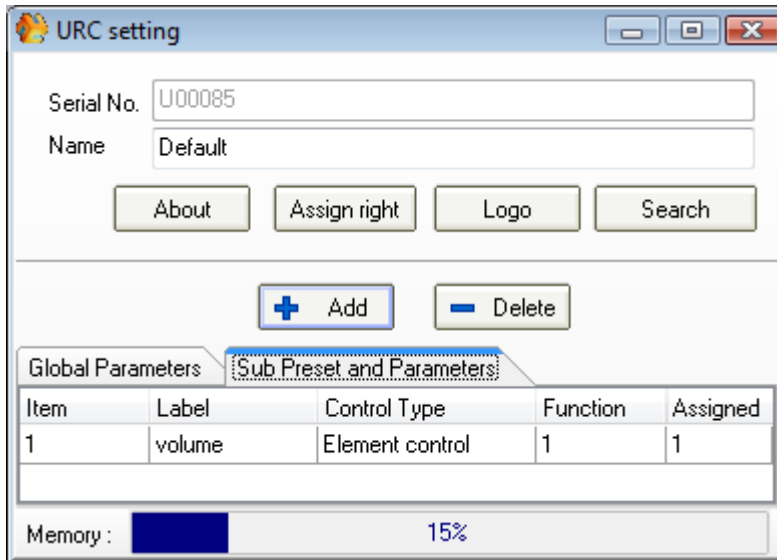 URC setting
Serial No. U00085
Name Default
About Assign right Logo Search
Add Delete
Global Parameters Sub Preset and Parameters
Item Label Control Type Function Assigned
1 volume Element control 1 1
Memory : 15%